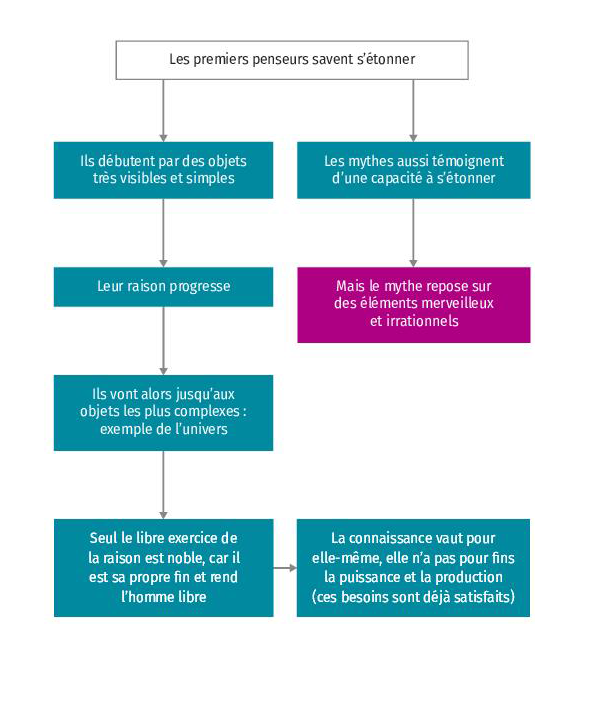 Les premiers penseurs savent s’étonner
Ils débutent par des objets
très visibles et simples
Les mythes aussi témoignent
d’une capacité à s’étonner
Leur raison progresse
Mais le mythe repose sur
des éléments merveilleux
et irrationnels
Ils vont alors jusqu’aux
objets les plus complexes :
exemple de l’univers
Seul le libre exercice de
la raison est noble, car il
est sa propre fin et rend
l’homme libre
La connaissance vaut pour
elle-même, elle n’a pas pour fins
la puissance et la production
(ces besoins sont déjà satisfaits)